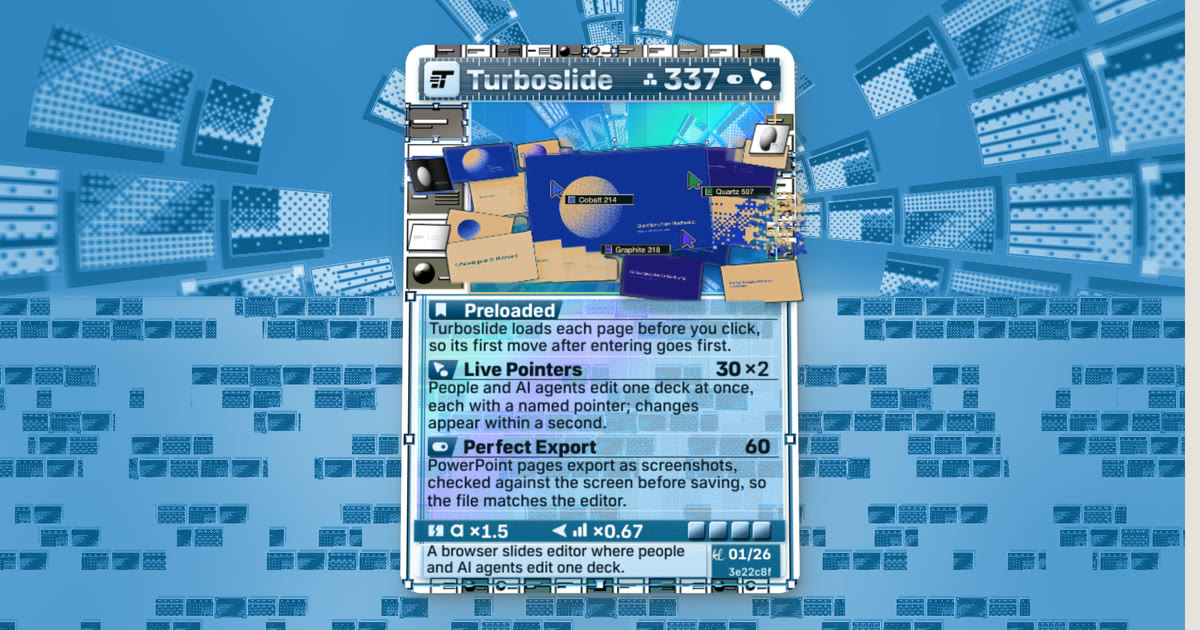 Turboslide 337
Cobalt 214
Quartz 507
Graphite 318
Preloaded
Turboslide loads each page before you click,
so its first move after entering goes first.
Live Pointers 30 ×2
People and AI agents edit one deck at once,
each with a named pointer; changes
appear within a second.
Perfect Export 60
PowerPoint pages export as screenshots,
checked against the screen before saving, so
the file matches the editor.
×1.5 ×0.67
A browser slides editor where people
and AI agents edit one deck.
01/26
3e22c8f